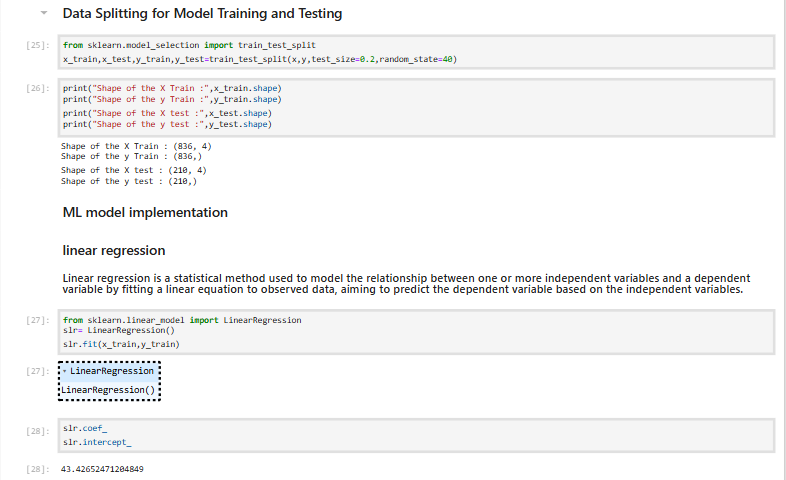 Data Splitting for Model Training and Testing
[25]:
from sklearn.model_selection import train_test_split
x_train,x_test,y_train,y_test=train_test_split(x,y,test_size=0.2,random_state=40)
[26]:
print("Shape of the X Train :",x_train.shape)
print("Shape of the y Train :",y_train.shape)
print("Shape of the X test :",x_test.shape)
print("Shape of the y test :",y_test.shape)
Shape of the X Train : (836, 4)
Shape of the y Train : (836,)
Shape of the X test : (210, 4)
Shape of the y test : (210,)
ML model implementation
linear regression
Linear regression is a statistical method used to model the relationship between one or more independent variables and a dependent
variable by fitting a linear equation to observed data, aiming to predict the dependent variable based on the independent variables.
[27]:
from sklearn.linear_model import LinearRegression
slr= LinearRegression()
slr.fit(x_train,y_train)
[27]:
LinearRegression
LinearRegression()
[28]:
slr.coef_
slr.intercept_
[28]:
43.42652471204849